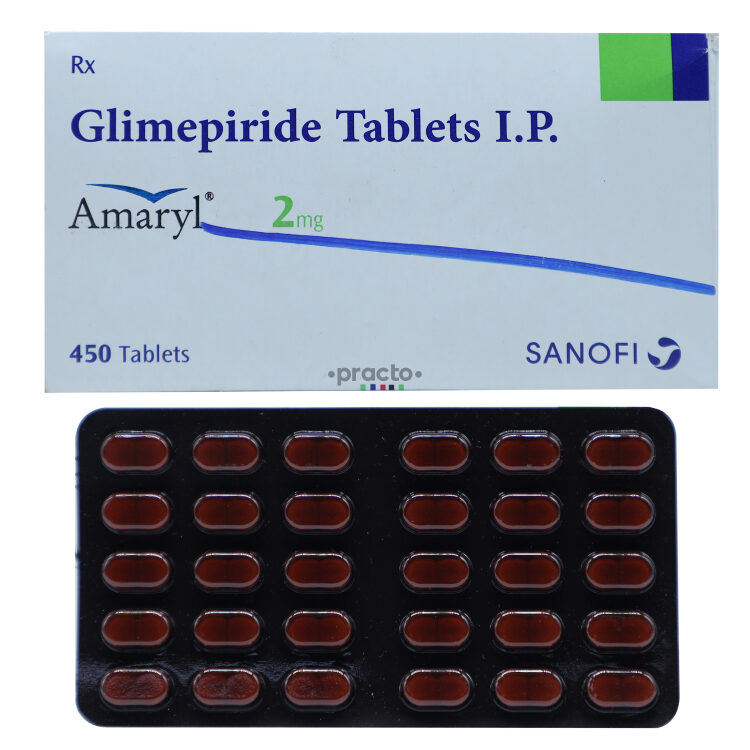 Rx
Glimepiride Tablets I.P.
Amaryl® 2mg
450 Tablets
SANOFI
•practo•